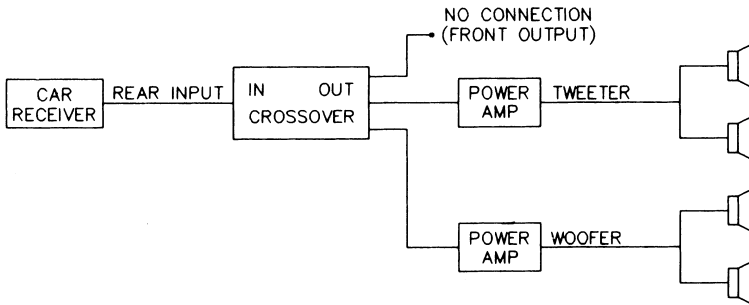 NO CONNECTION
(FRONT OUTPUT)
CAR
RECEIVER
REAR INPUT
IN OUT
CROSSOVER
POWER
AMP
TWEETER
POWER
AMP
WOOFER